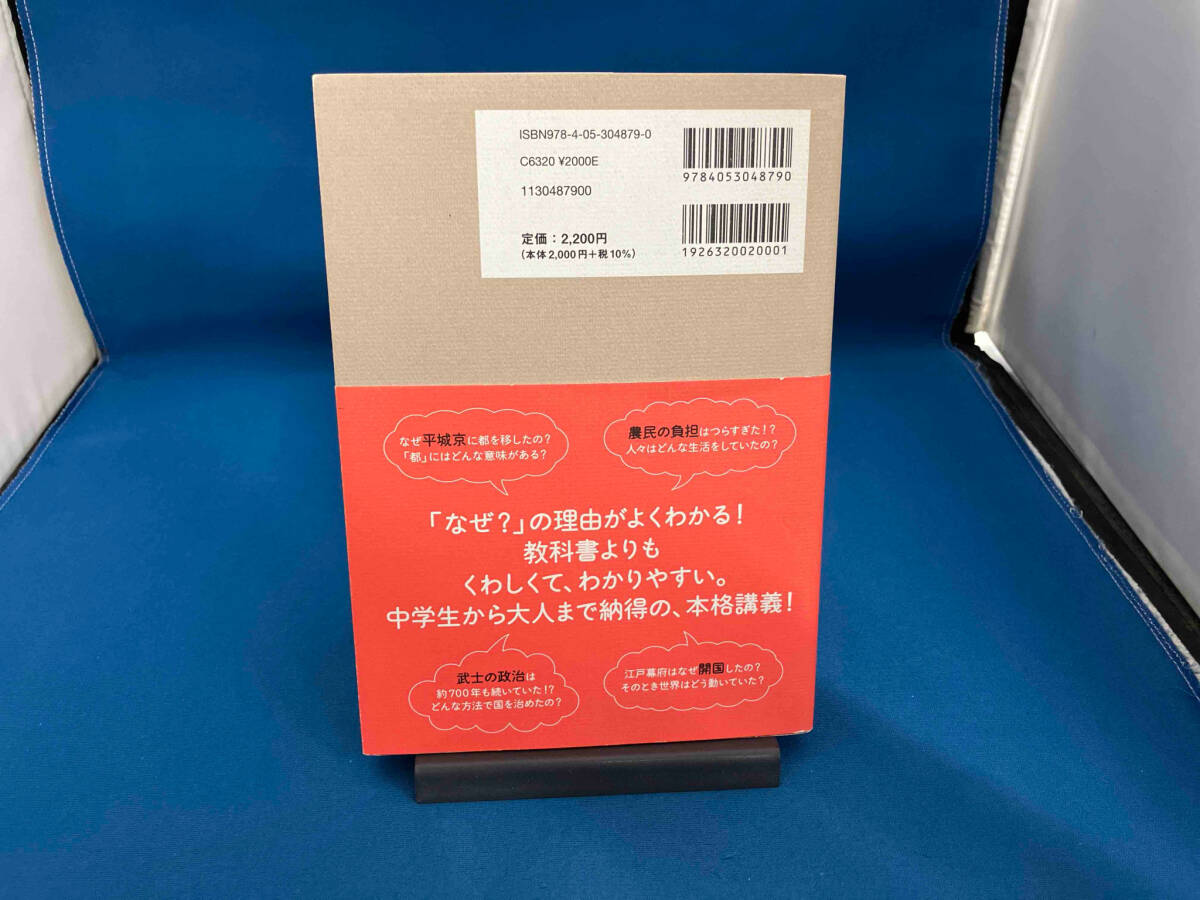 ISBN978-4-05-304879-0
C6320 ¥2000E
1130487900
定価：2,200円
（本体2,000円＋税10%）
9784053048790
1926320020001
なぜ平城京に都を移したの？
「都」にはどんな意味がある？
農民の負担はつらすぎた！？
人々はどんな生活をしていたの？
「なぜ？」の理由がよくわかる！
教科書よりも
くわしくて、わかりやすい。
中学生から大人まで納得の、本格講義！
武士の政治は
約700年も続いていた！？
どんな方法で国を治めたの？
江戸幕府はなぜ開国したの？
そのとき世界はどう動いていた？